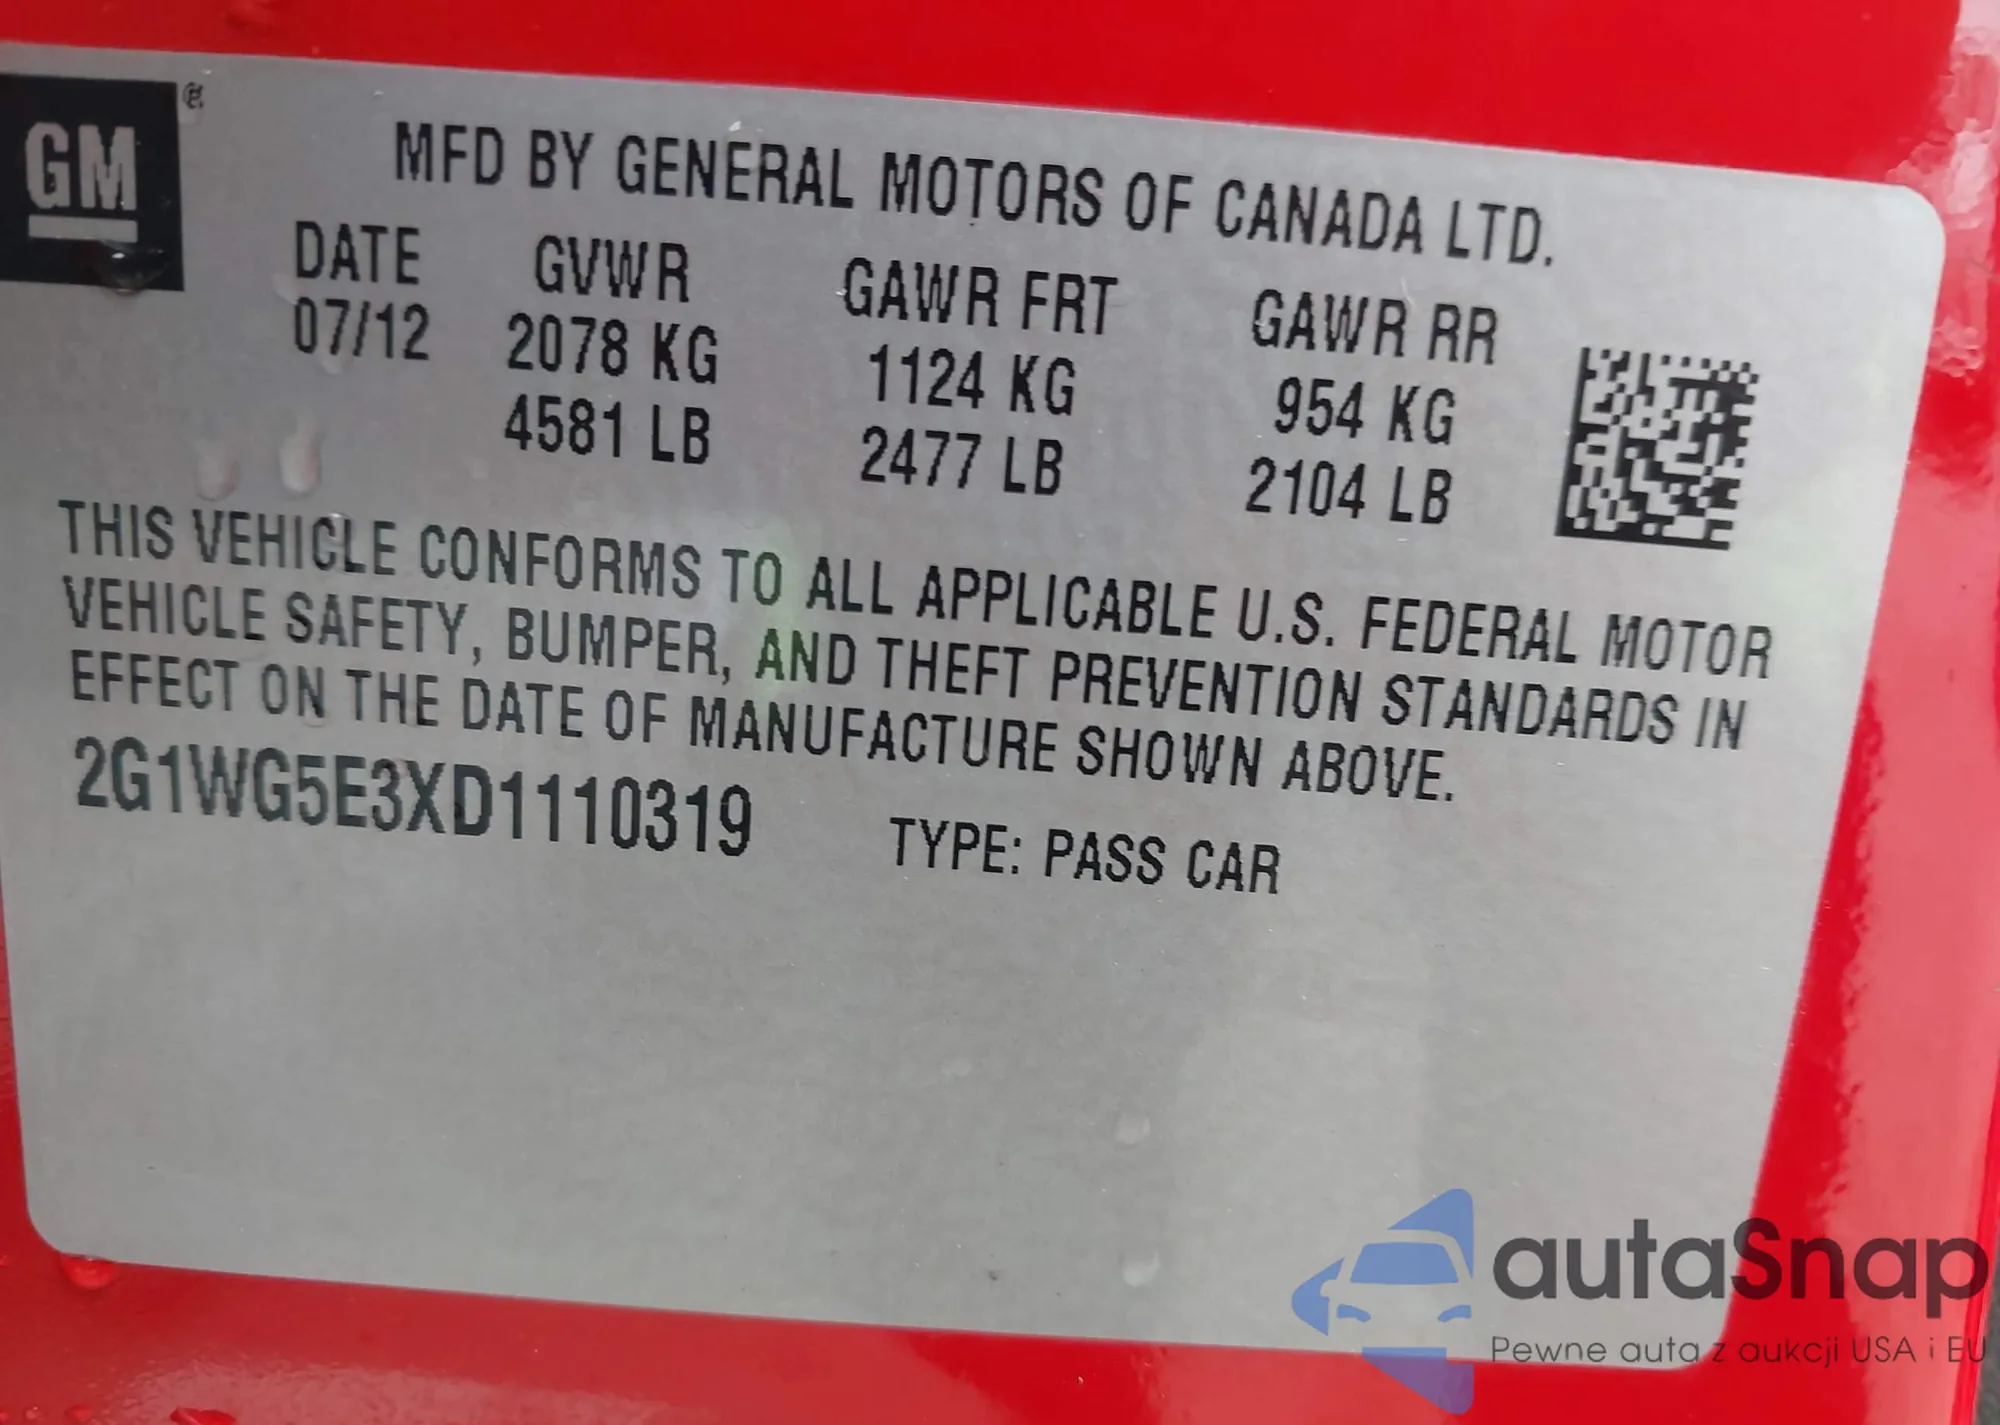 GM
MFD BY GENERAL MOTORS OF CANADA LTD.
DATE GVWR GAWR FRT GAWR RR
07/12 2078 KG 1124 KG 954 KG
4581 LB 2477 LB 2104 LB
THIS VEHICLE CONFORMS TO ALL APPLICABLE U.S. FEDERAL MOTOR
VEHICLE SAFETY, BUMPER, AND THEFT PREVENTION STANDARDS IN
EFFECT ON THE DATE OF MANUFACTURE SHOWN ABOVE.
2G1WG5E3XD1110319 TYPE: PASS CAR
autaSnap
Pewne auta z aukcji USA i EU